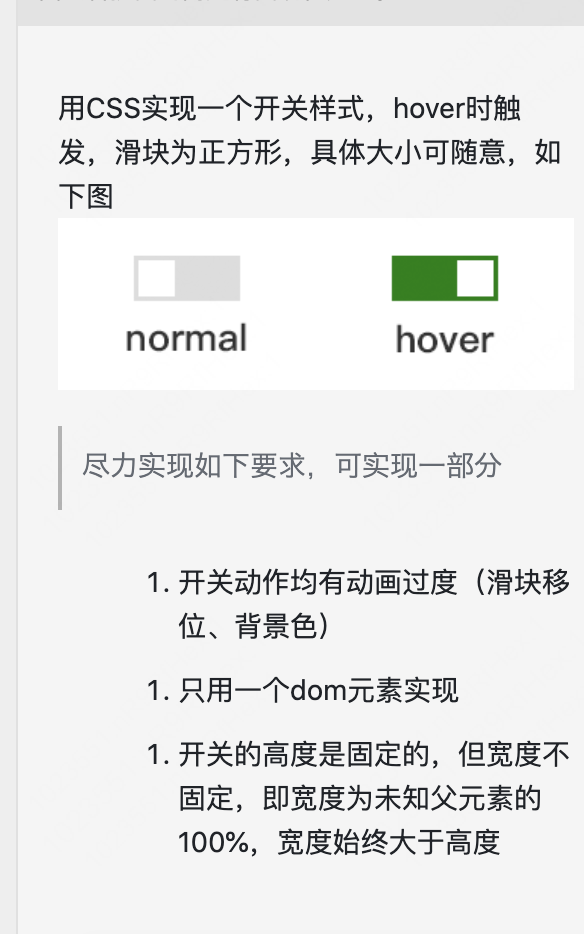 用CSS实现一个开关样式，hover时触
发，滑块为正方形，具体大小可随意，如
下图
normal
hover
尽力实现如下要求，可实现一部分
1. 开关动作均有动画过度（滑块移
位、背景色）
1. 只用一个dom元素实现
1. 开关的高度是固定的，但宽度不
固定，即宽度为未知父元素的
100%，宽度始终大于高度